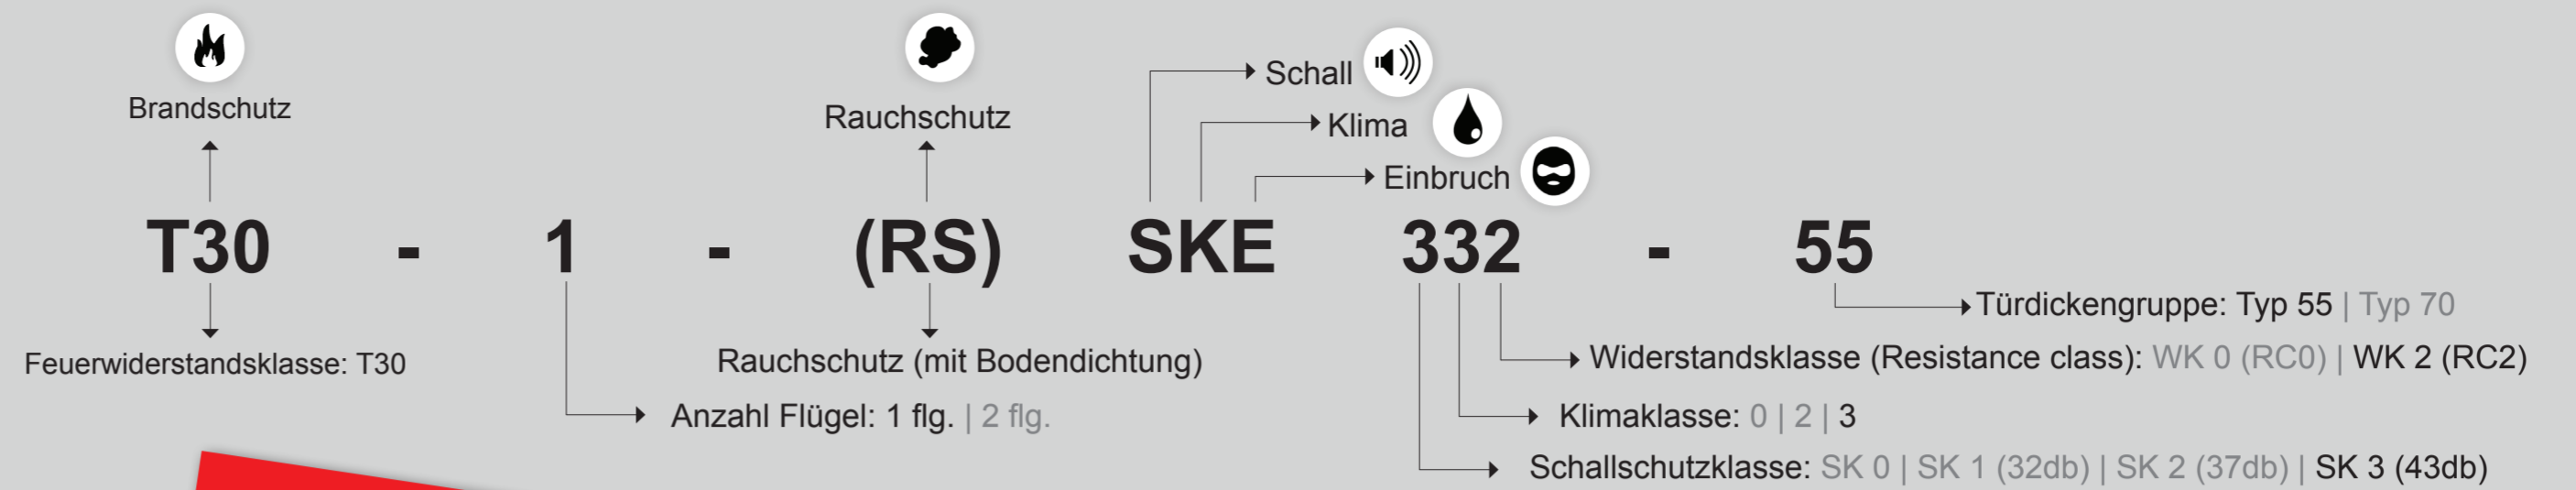 Brandschutz
Rauchschutz
Schall
Klima
Einbruch
T30 - 1 - (RS) SKE 332 - 55
Feuerwiderstandsklasse: T30
Rauchschutz (mit Bodendichtung)
Anzahl Flügel: 1 flg. | 2 flg.
Türdickengruppe: Typ 55 | Typ 70
Widerstandsklasse (Resistance class): WK 0 (RC0) | WK 2 (RC2)
Klimaklasse: 0 | 2 | 3
Schallschutzklasse: SK 0 | SK 1 (32db) | SK 2 (37db) | SK 3 (43db)